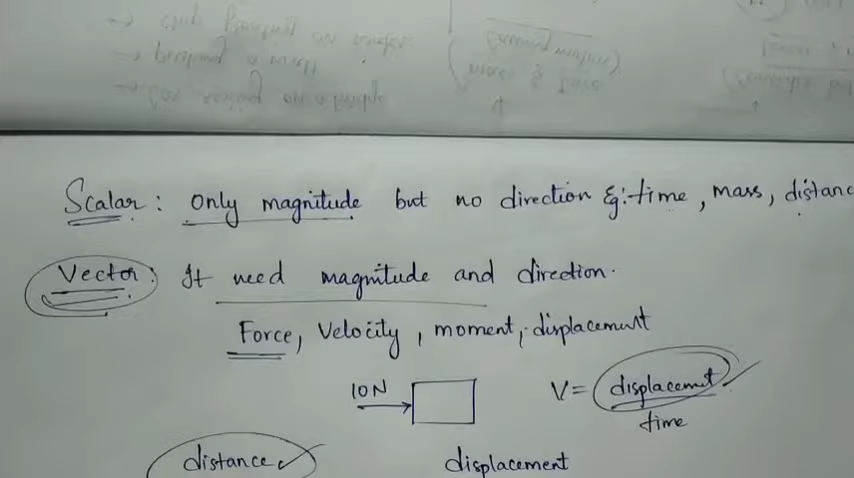 Scalar: Only magnitude but no direction Eg:- time, mass, distanc
Vector: It need magnitude and direction.
Force, Velocity, moment, displacement
10N
V= displacemet
time
distance
displacement